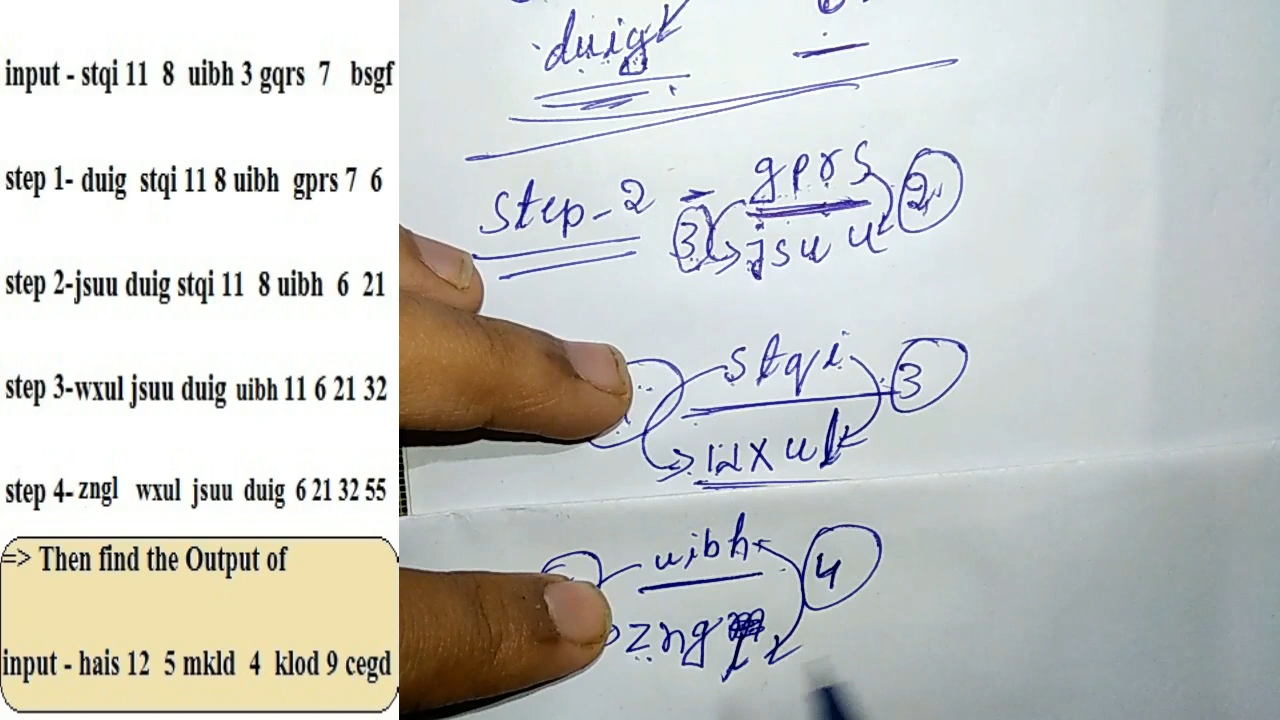 input - stqi 11 8 uibh 3 gqrs 7 bsgf
step 1- duig stqi 11 8 uibh gprs 7 6
step 2-jsuu duig stqi 11 8 uibh 6 21
step 3-wxul jsuu duig uibh 11 6 21 32
step 4- zngl wxul jsuu duig 6 21 32 55
=> Then find the Output of
input - hais 12 5 mkld 4 klod 9 cegd
duig
step-2 - gprs 2
3 jsuu
stqi 3
wxul
uibh 4
zng l